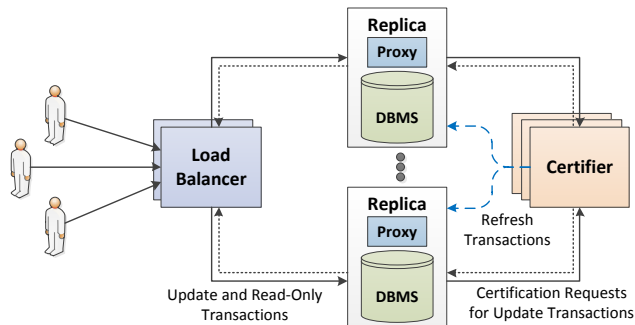 Replica
Proxy
DBMS
Load
Balancer
Certifier
Replica
Proxy
DBMS
Refresh
Transactions
Update and Read-Only
Transactions
Certification Requests
for Update Transactions